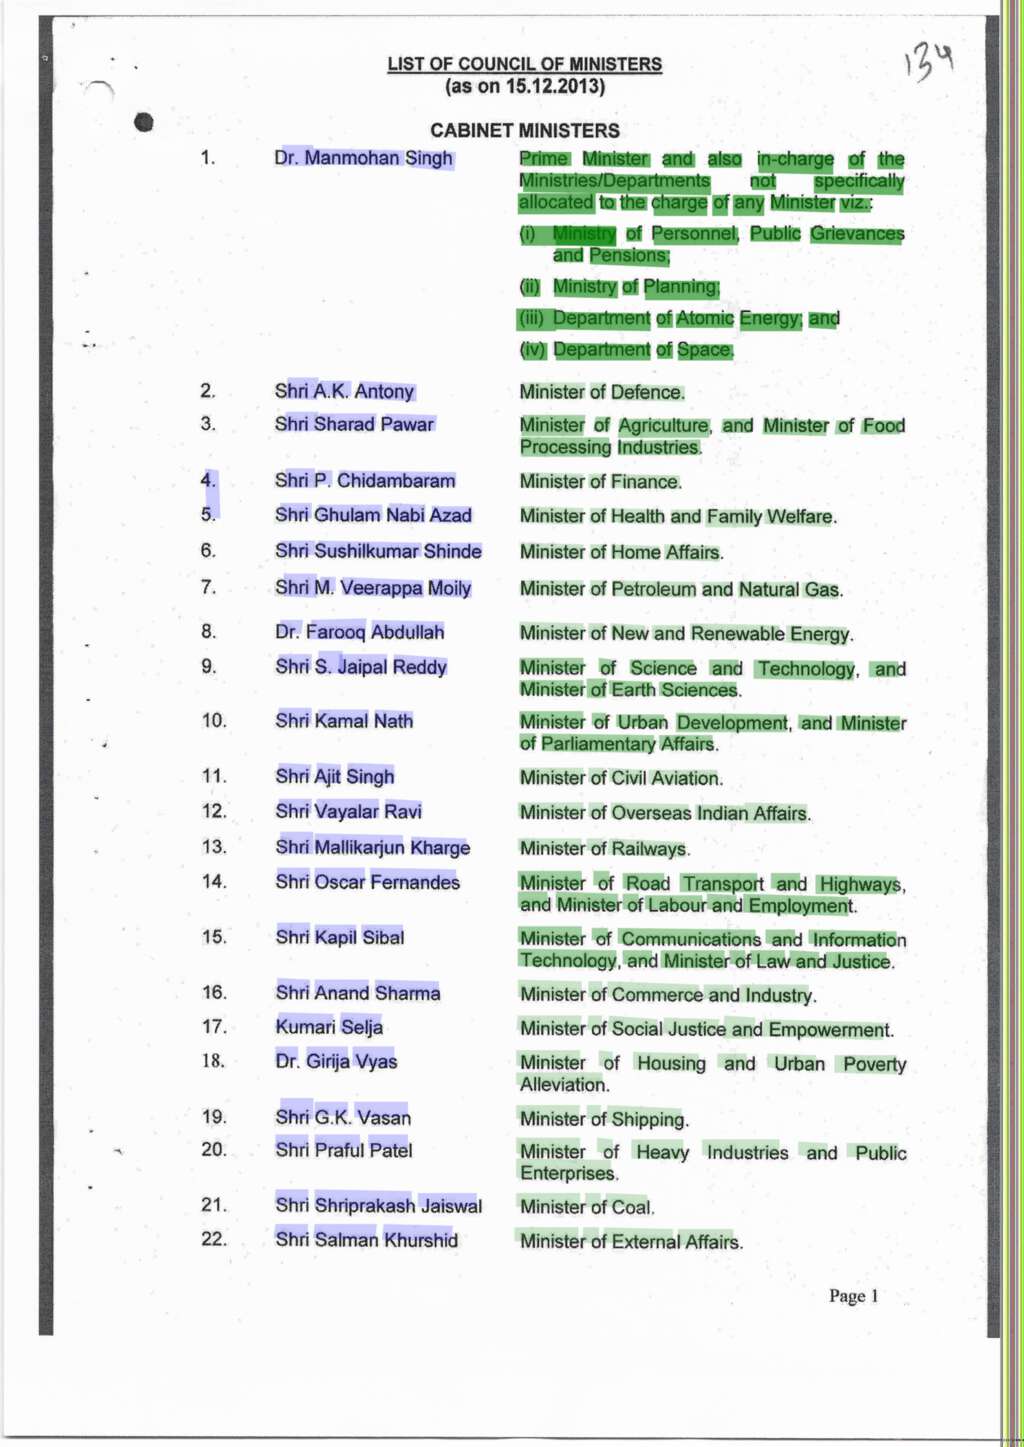 134
LIST OF COUNCIL OF MINISTERS
(as on 15.12.2013)
CABINET MINISTERS
1. Dr. Manmohan Singh Prime Minister and also in-charge of the
Ministries/Departments not specifically
allocated to the charge of any Minister viz.:
(i) Ministry of Personnel, Public Grievances
and Pensions;
(ii) Ministry of Planning;
(iii) Department of Atomic Energy; and
(iv) Department of Space.
2. Shri A.K. Antony Minister of Defence.
3. Shri Sharad Pawar Minister of Agriculture, and Minister of Food
Processing Industries.
4. Shri P. Chidambaram Minister of Finance.
5. Shri Ghulam Nabi Azad Minister of Health and Family Welfare.
6. Shri Sushilkumar Shinde Minister of Home Affairs.
7. Shri M. Veerappa Moily Minister of Petroleum and Natural Gas.
8. Dr. Farooq Abdullah Minister of New and Renewable Energy.
9. Shri S. Jaipal Reddy Minister of Science and Technology, and
Minister of Earth Sciences.
10. Shri Kamal Nath Minister of Urban Development, and Minister
of Parliamentary Affairs.
11. Shri Ajit Singh Minister of Civil Aviation.
12. Shri Vayalar Ravi Minister of Overseas Indian Affairs.
13. Shri Mallikarjun Kharge Minister of Railways.
14. Shri Oscar Fernandes Minister of Road Transport and Highways,
and Minister of Labour and Employment.
15. Shri Kapil Sibal Minister of Communications and Information
Technology, and Minister of Law and Justice.
16. Shri Anand Sharma Minister of Commerce and Industry.
17. Kumari Selja Minister of Social Justice and Empowerment.
18. Dr. Girija Vyas Minister of Housing and Urban Poverty
Alleviation.
19. Shri G.K. Vasan Minister of Shipping.
20. Shri Praful Patel Minister of Heavy Industries and Public
Enterprises.
21. Shri Shriprakash Jaiswal Minister of Coal.
22. Shri Salman Khurshid Minister of External Affairs.
Page 1